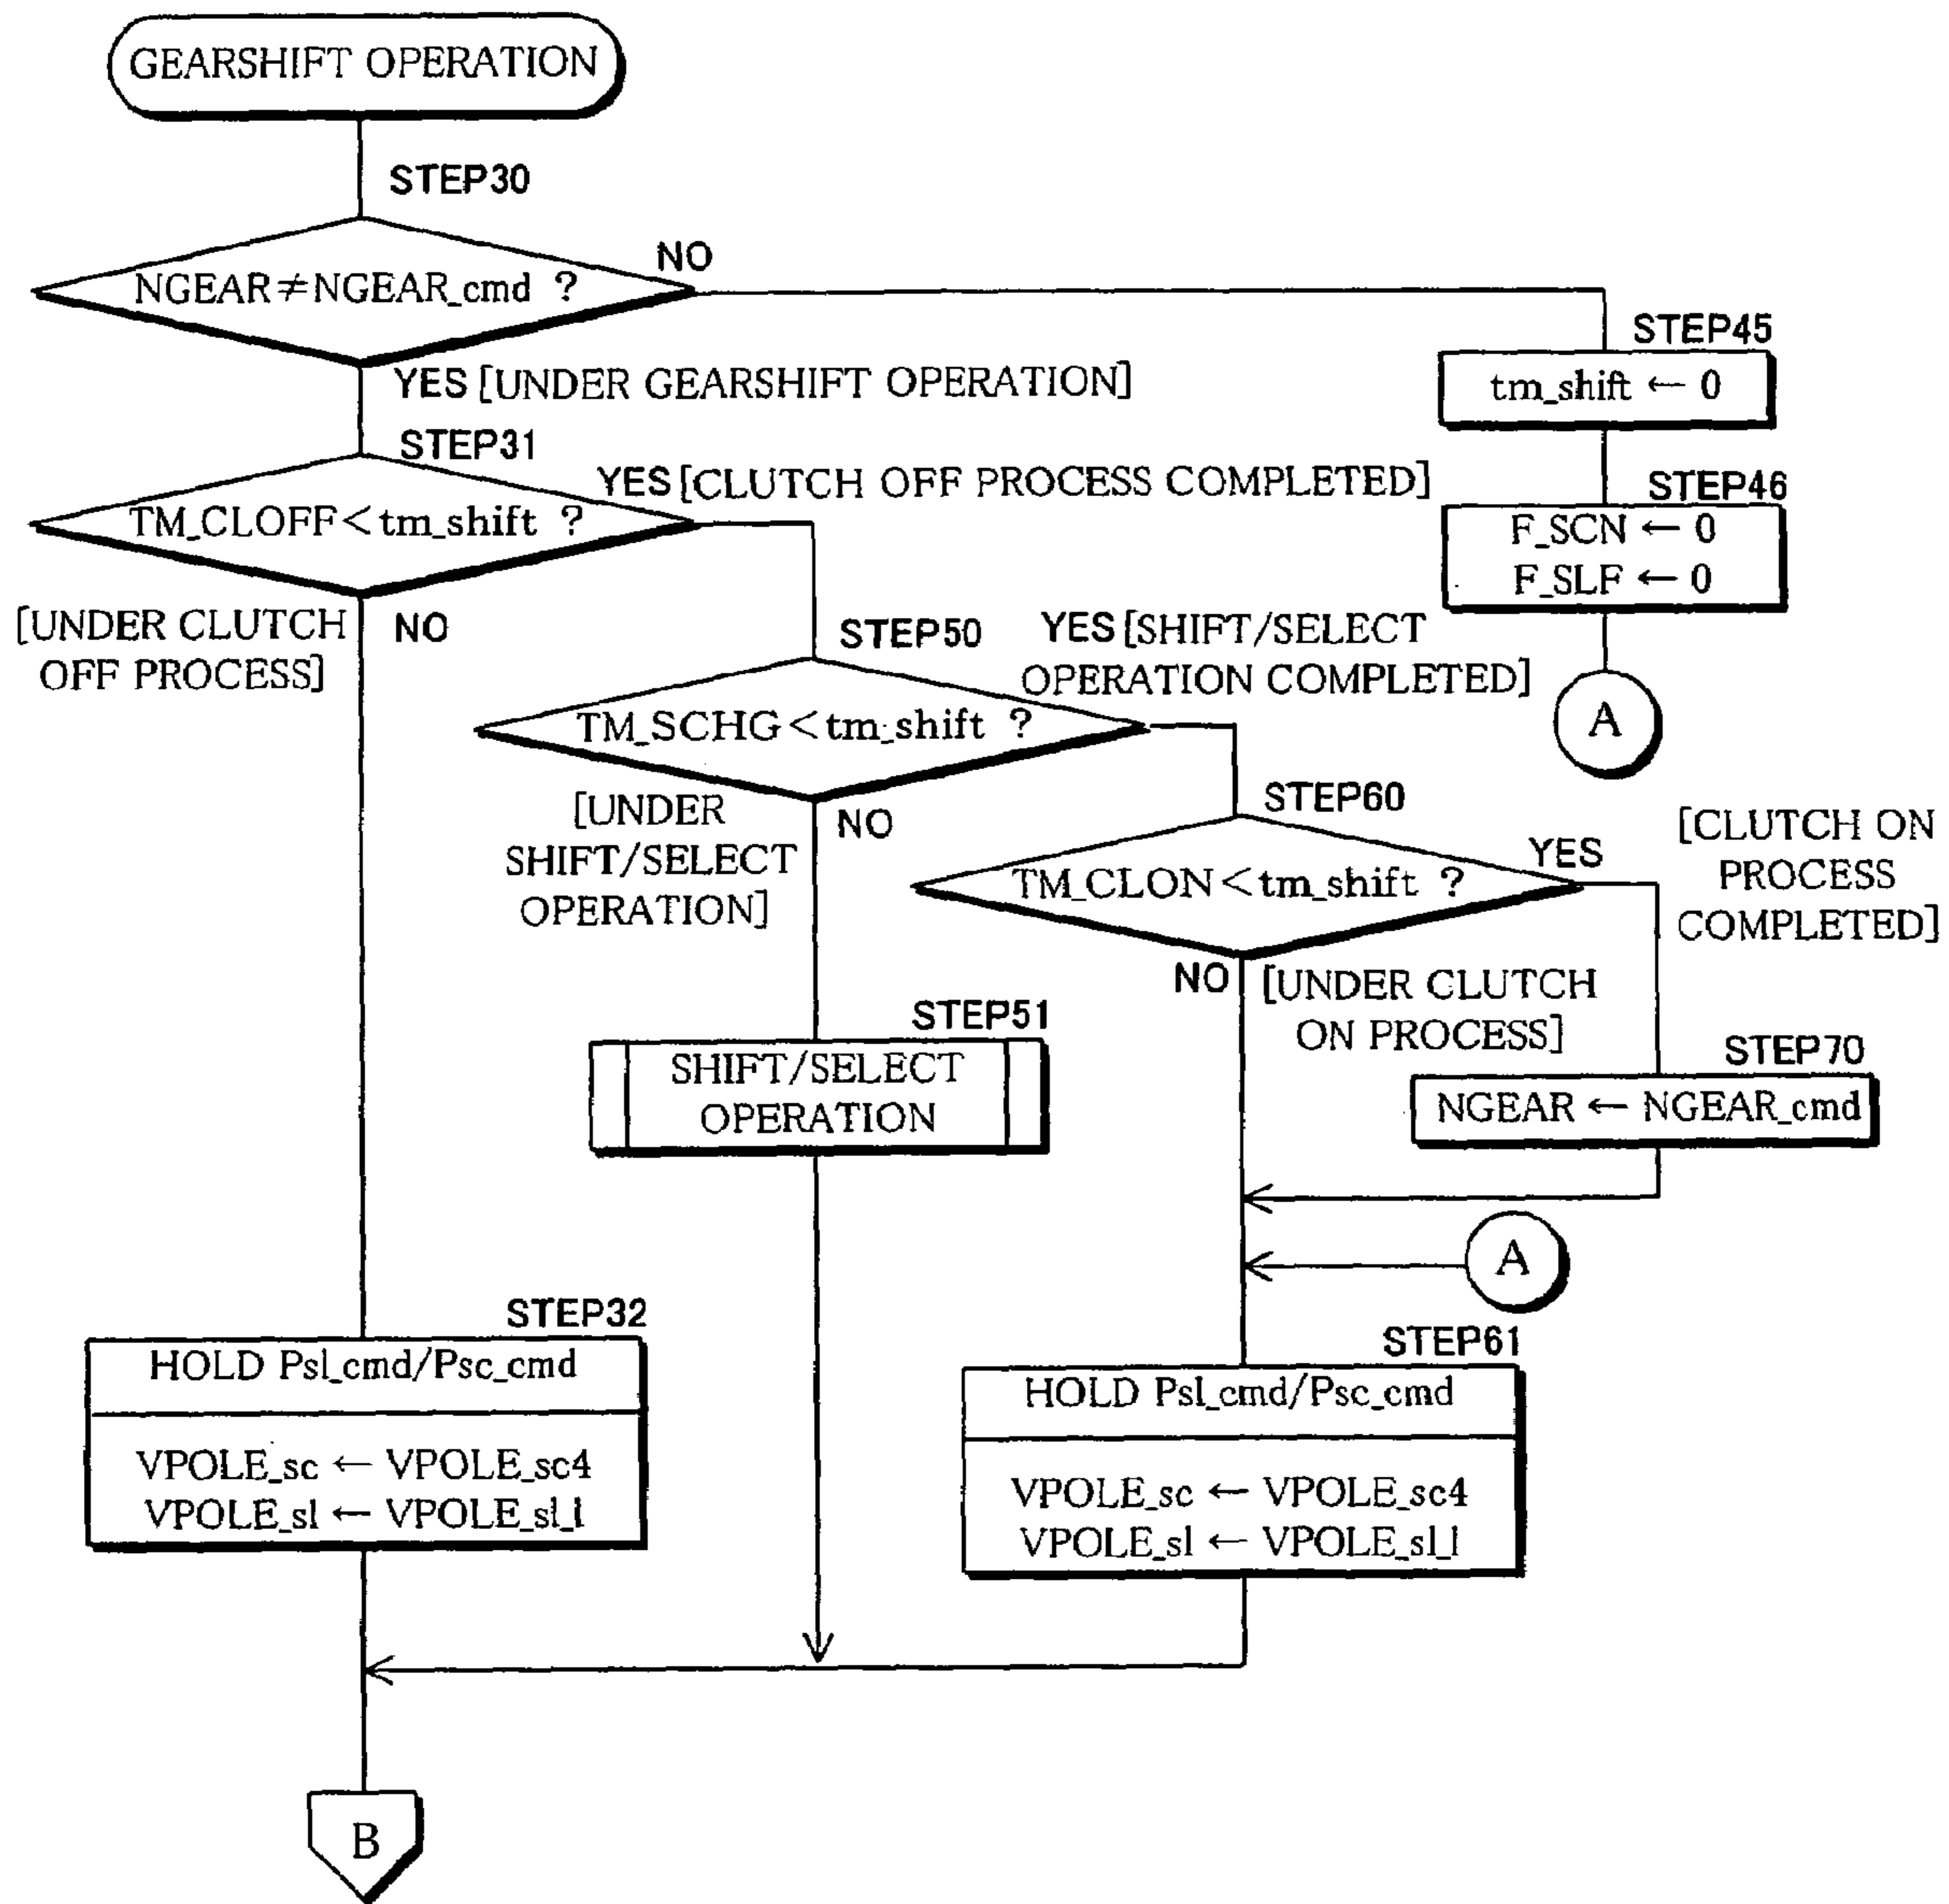 GEARSHIFT OPERATION
STEP30
NGEAR≠NGEAR_cmd ?
NO
YES [UNDER GEARSHIFT OPERATION]
STEP45
tm_shift ← 0
STEP46
F_SCN ← 0
F_SLF ← 0
A
STEP31
TM_CLOFF<tm_shift ?
YES [CLUTCH OFF PROCESS COMPLETED]
[UNDER CLUTCH
OFF PROCESS]
NO
STEP50
TM_SCHG<tm_shift ?
YES [SHIFT/SELECT
OPERATION COMPLETED]
[UNDER
SHIFT/SELECT
OPERATION]
NO
STEP60
TM_CLON<tm_shift ?
YES
[CLUTCH ON
PROCESS
COMPLETED]
NO
[UNDER CLUTCH
ON PROCESS]
STEP51
SHIFT/SELECT
OPERATION
STEP70
NGEAR ← NGEAR_cmd
A
STEP32
HOLD Psl_cmd/Psc_cmd
VPOLE_sc ← VPOLE_sc4
VPOLE_sl ← VPOLE_sl_l
STEP61
HOLD Psl_cmd/Psc_cmd
VPOLE_sc ← VPOLE_sc4
VPOLE_sl ← VPOLE_sl_l
B